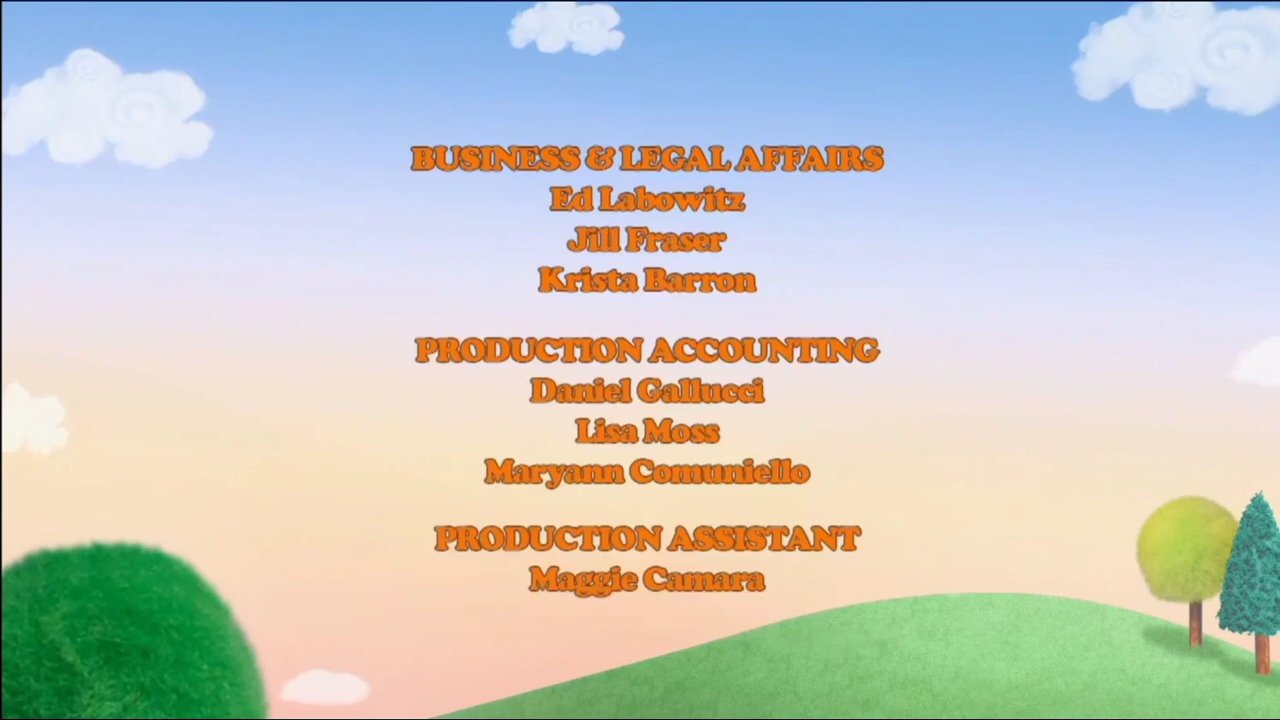 BUSINESS & LEGAL AFFAIRS
Ed Labowitz
Jill Fraser
Krista Barron
PRODUCTION ACCOUNTING
Daniel Gallucci
Lisa Moss
Maryann Comuniello
PRODUCTION ASSISTANT
Maggie Camara